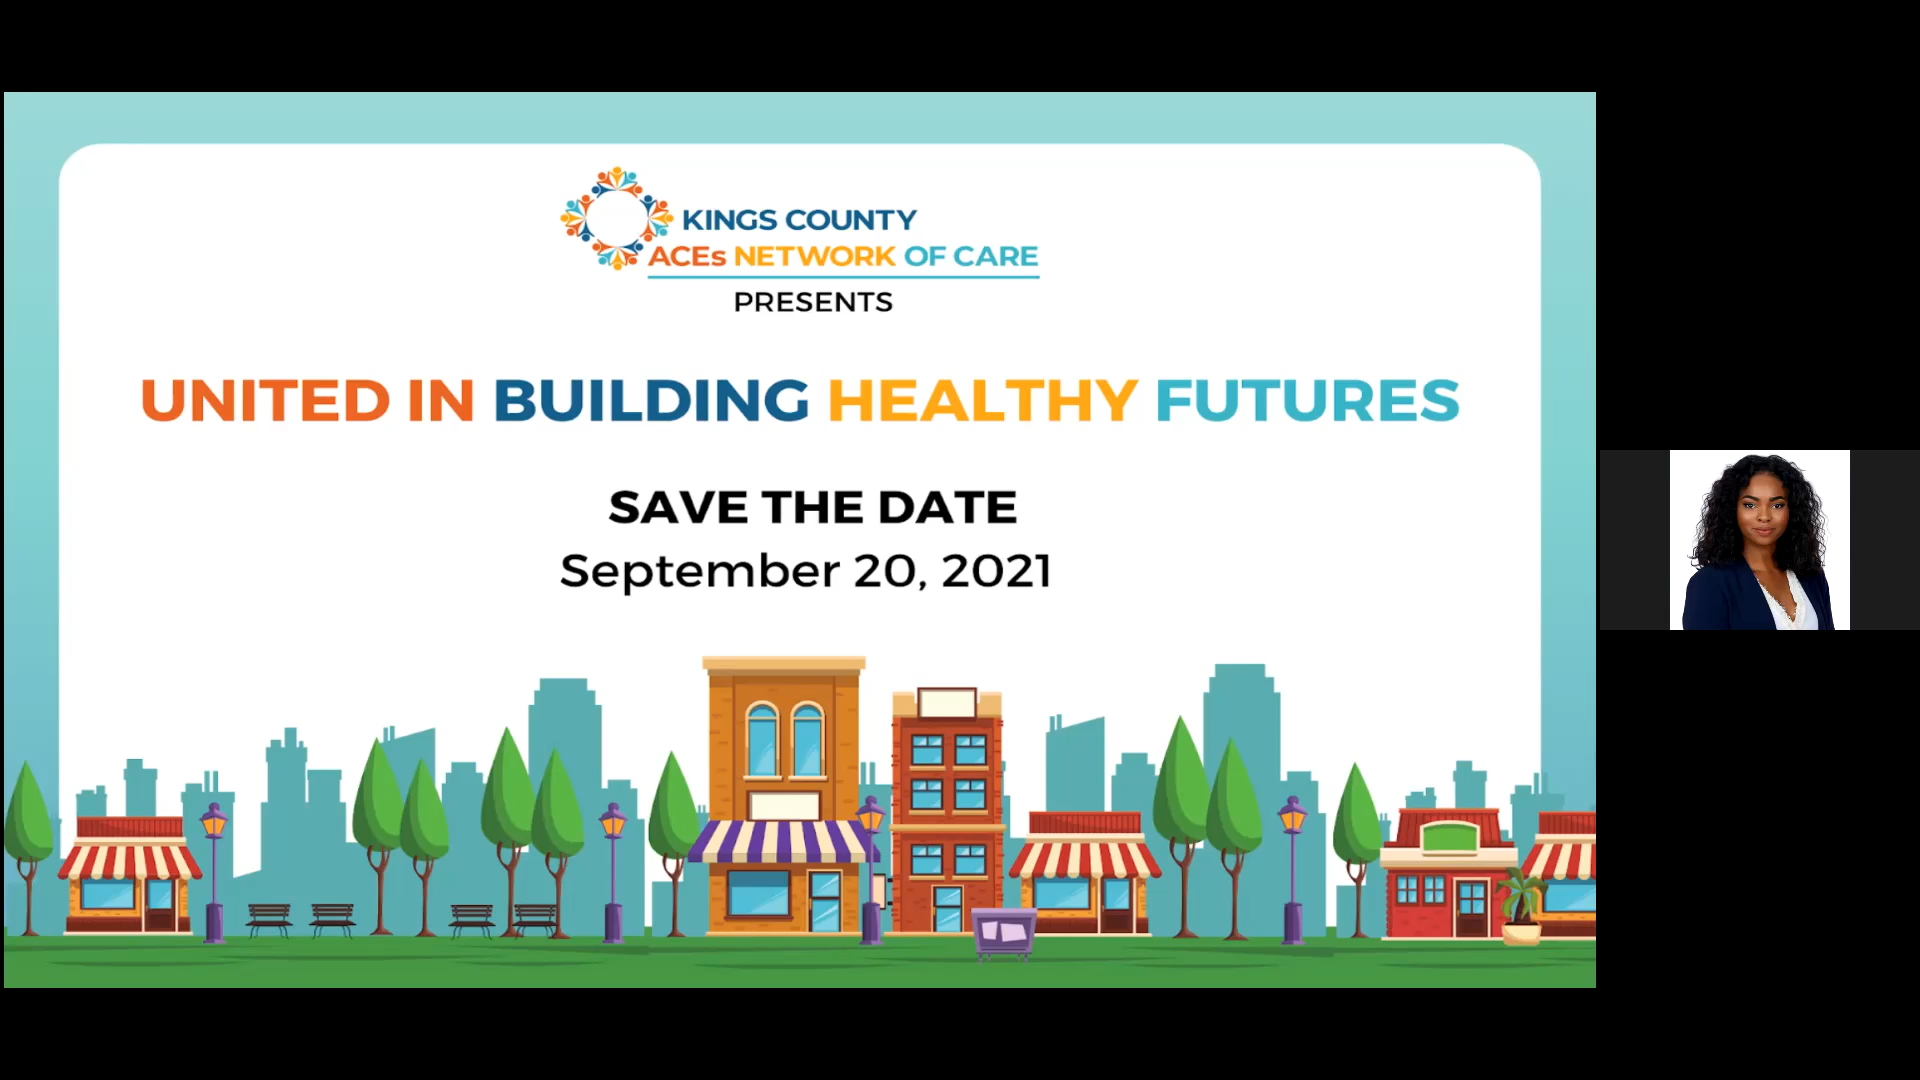 KINGS COUNTY
ACEs NETWORK OF CARE
PRESENTS
UNITED IN BUILDING HEALTHY FUTURES
SAVE THE DATE
September 20, 2021